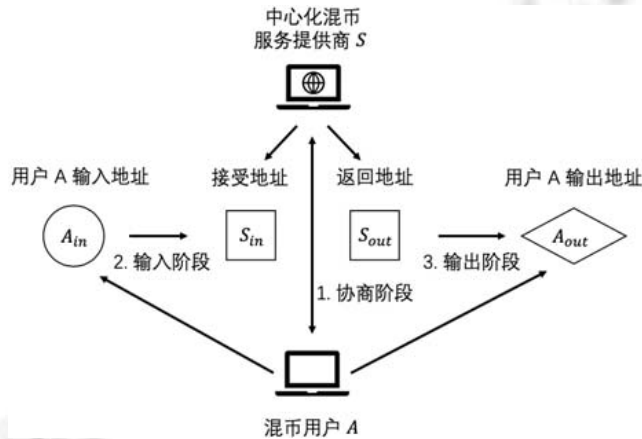 中心化混币
服务提供商 S
用户 A 输入地址
接受地址
返回地址
用户 A 输出地址
A_in
S_in
S_out
A_out
2. 输入阶段
3. 输出阶段
1. 协商阶段
混币用户 A